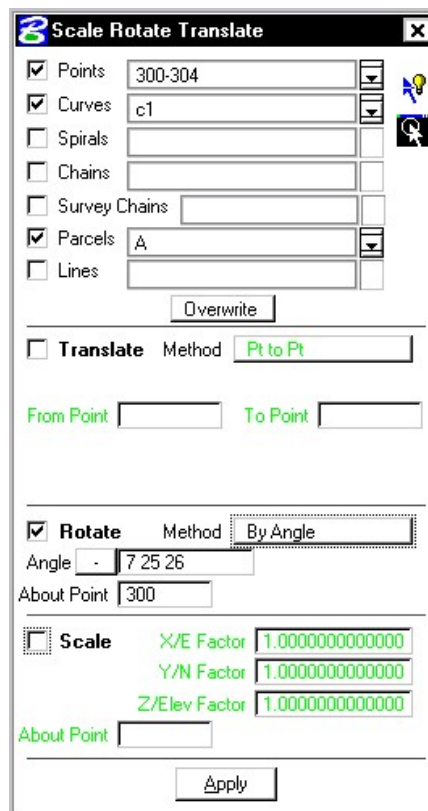 Scale Rotate Translate
Points 300-304
Curves c1
Spirals
Chains
Survey Chains
Parcels A
Lines
Overwrite
Translate Method Pt to Pt
From Point To Point
Rotate Method By Angle
Angle - 7 25 26
About Point 300
Scale X/E Factor 1.0000000000000
Y/N Factor 1.0000000000000
Z/Elev Factor 1.0000000000000
About Point
Apply